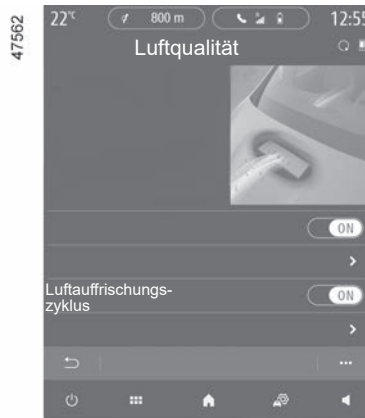 47562
22°C
800 m
12:55
Luftqualität
ON
Luftauffrischungs-
zyklus
ON